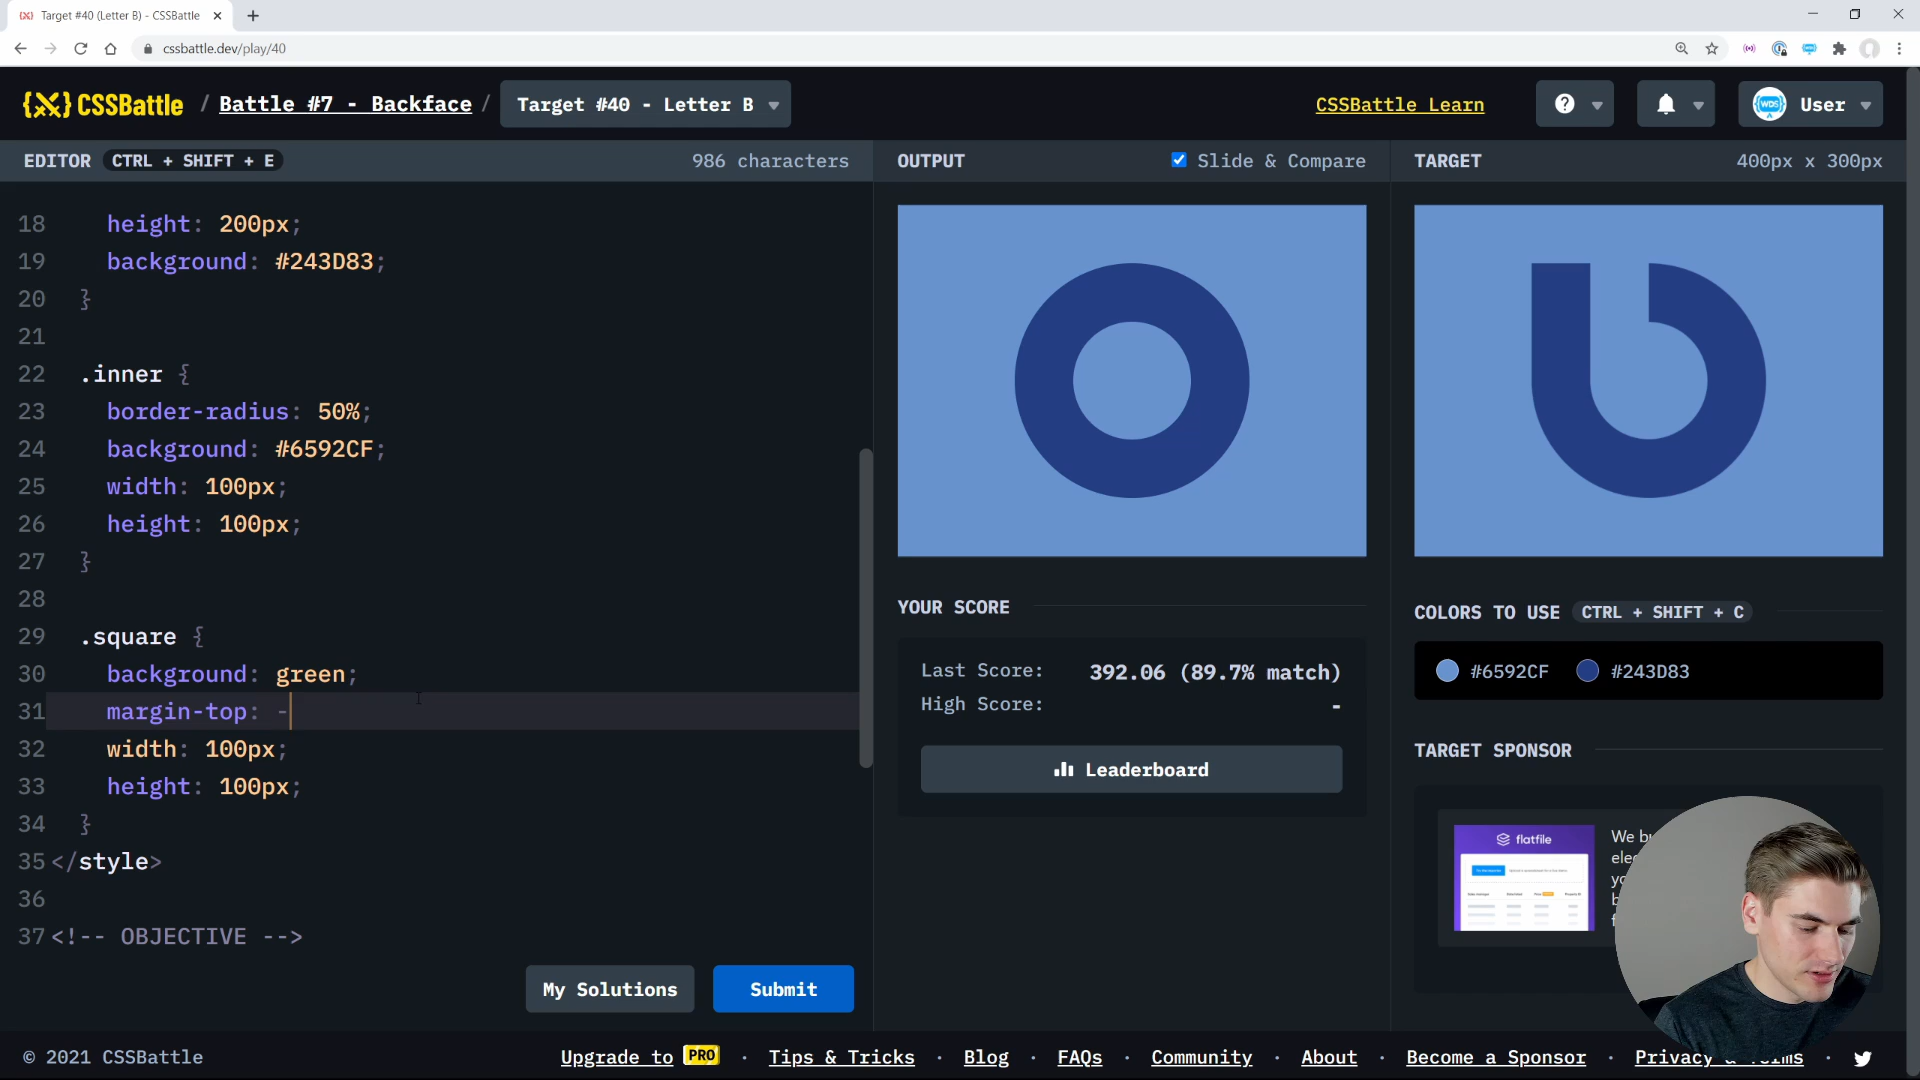 Target #40 (Letter B) - CSSBattle
cssbattle.dev/play/40
CSSBattle / Battle #7 - Backface / Target #40 - Letter B
CSSBattle Learn
?
WDS User
EDITOR CTRL + SHIFT + E 986 characters
18 height: 200px;
19 background: #243D83;
20 }
21
22 .inner {
23 border-radius: 50%;
24 background: #6592CF;
25 width: 100px;
26 height: 100px;
27 }
28
29 .square {
30 background: green;
31 margin-top: -
32 width: 100px;
33 height: 100px;
34 }
35 </style>
36
37 <!-- OBJECTIVE -->
My Solutions Submit
OUTPUT Slide & Compare
YOUR SCORE
Last Score: 392.06 (89.7% match)
High Score: -
Leaderboard
TARGET 400px x 300px
COLORS TO USE CTRL + SHIFT + C
#6592CF #243D83
TARGET SPONSOR
flatfile
© 2021 CSSBattle Upgrade to PRO · Tips & Tricks · Blog · FAQs · Community · About · Become a Sponsor · Privacy & Terms ·